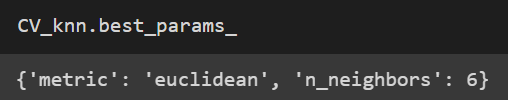 CV_knn.best_params_
{'metric': 'euclidean', 'n_neighbors': 6}